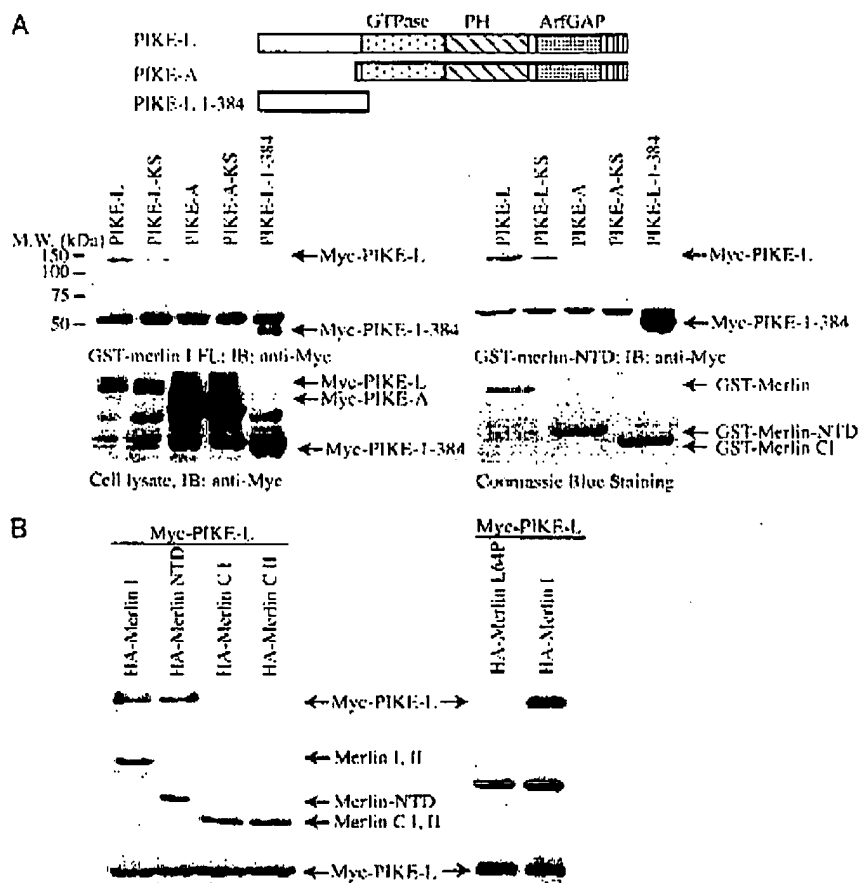 A
GTPase PH ArfGAP
PIKE-L
PIKE-A
PIKE-L 1-384
PIKE-L
PIKE-L-KS
PIKE-A
PIKE-A-KS
PIKE-L-1-384
PIKE-L
PIKE-L-KS
PIKE-A
PIKE-A-KS
PIKE-L-1-384
M.W. (kDa)
150
100
75
50
Myc-PIKE-L
Myc-PIKE-1-384
GST-merlin I FL; IB: anti-Myc
Myc-PIKE-L
Myc-PIKE-1-384
GST-merlin-NTD; IB: anti-Myc
Myc-PIKE-L
Myc-PIKE-A
Myc-PIKE-1-384
Cell lysate, IB: anti-Myc
GST-Merlin
GST-Merlin-NTD
GST-Merlin CI
Coomassie Blue Staining
B
Myc-PIKE-L
HA-Merlin I
HA-Merlin NTD
HA-Merlin C I
HA-Merlin C II
Myc-PIKE-L
HA-Merlin L64P
HA-Merlin I
Myc-PIKE-L
Merlin I, II
Merlin-NTD
Merlin C I, II
Myc-PIKE-L